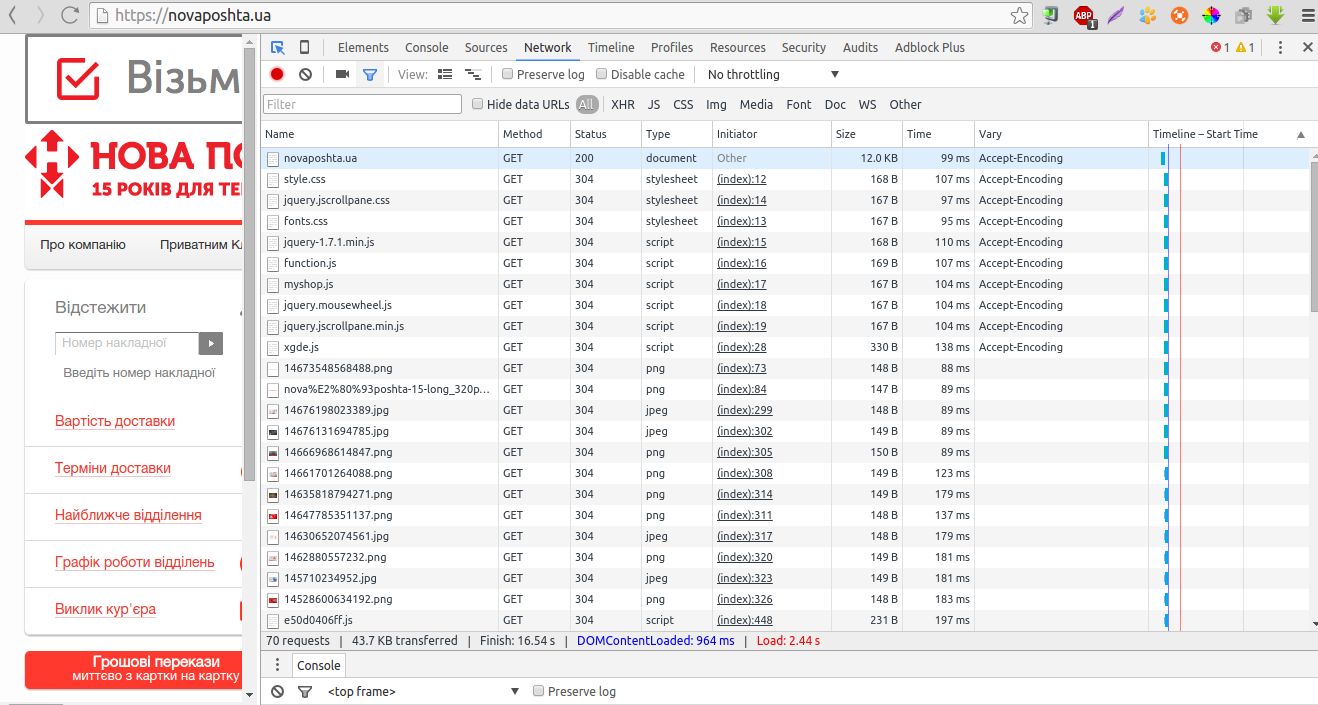 https://novaposhta.ua
ABP
1
Візьм
НОВА ПО
15 РОКІВ ДЛЯ ТЕ
Про компанію Приватним Кл
Відстежити
Номер накладної
Введіть номер накладної
Вартість доставки
Терміни доставки
Найближче відділення
Графік роботи відділень
Виклик кур'єра
Грошові перекази
миттєво з картки на картку
Elements Console Sources Network Timeline Profiles Resources Security Audits Adblock Plus 1 1
View: Preserve log Disable cache No throttling
Filter Hide data URLs All XHR JS CSS Img Media Font Doc WS Other
Name Method Status Type Initiator Size Time Vary Timeline – Start Time
novaposhta.ua GET 200 document Other 12.0 KB 99 ms Accept-Encoding
style.css GET 304 stylesheet (index):12 168 B 107 ms Accept-Encoding
jquery.jscrollpane.css GET 304 stylesheet (index):14 167 B 97 ms Accept-Encoding
fonts.css GET 304 stylesheet (index):13 167 B 95 ms Accept-Encoding
jquery-1.7.1.min.js GET 304 script (index):15 168 B 110 ms Accept-Encoding
function.js GET 304 script (index):16 169 B 107 ms Accept-Encoding
myshop.js GET 304 script (index):17 167 B 104 ms Accept-Encoding
jquery.mousewheel.js GET 304 script (index):18 167 B 104 ms Accept-Encoding
jquery.jscrollpane.min.js GET 304 script (index):19 167 B 104 ms Accept-Encoding
xgde.js GET 304 script (index):28 330 B 138 ms Accept-Encoding
14673548568488.png GET 304 png (index):73 148 B 88 ms
nova%E2%80%93poshta-15-long_320p... GET 304 png (index):84 147 B 89 ms
14676198023389.jpg GET 304 jpeg (index):299 148 B 89 ms
14676131694785.jpg GET 304 jpeg (index):302 149 B 89 ms
14666968614847.png GET 304 png (index):305 150 B 89 ms
14661701264088.png GET 304 png (index):308 149 B 123 ms
14635818794271.png GET 304 png (index):314 149 B 179 ms
14647785351137.png GET 304 png (index):311 148 B 137 ms
14630652074561.jpg GET 304 jpeg (index):317 148 B 179 ms
1462880557232.png GET 304 png (index):320 149 B 181 ms
145710234952.jpg GET 304 jpeg (index):323 149 B 181 ms
14528600634192.png GET 304 png (index):326 148 B 183 ms
e50d0406ff.js GET 304 script (index):448 231 B 197 ms
70 requests | 43.7 KB transferred | Finish: 16.54 s | DOMContentLoaded: 964 ms | Load: 2.44 s
Console
<top frame> Preserve log